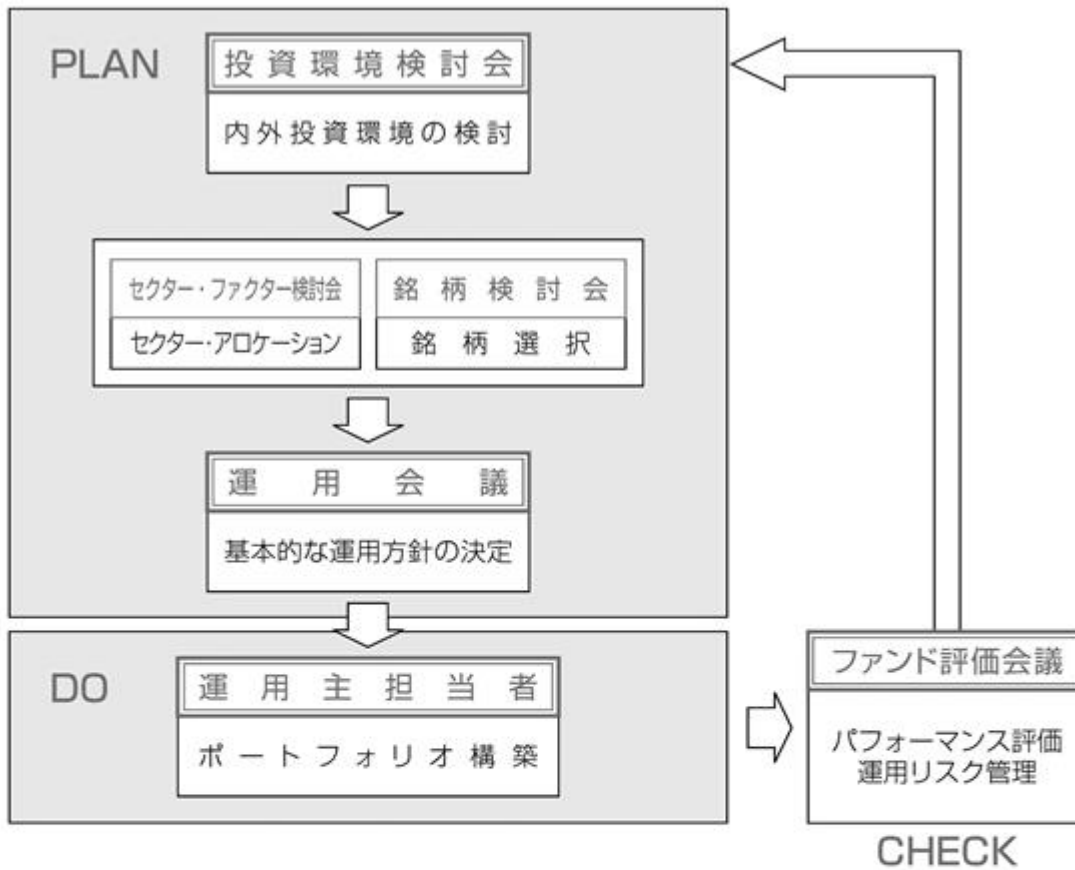 PLAN
投資環境検討会
内外投資環境の検討
セクター・ファクター検討会
セクター・アロケーション
銘柄検討会
銘柄選択
運用会議
基本的な運用方針の決定
DO
運用主担当者
ポートフォリオ構築
ファンド評価会議
パフォーマンス評価
運用リスク管理
CHECK